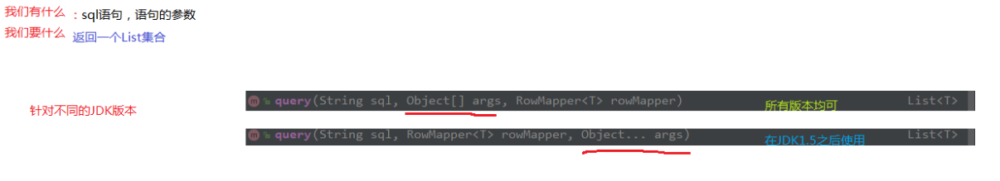 我们有什么 ：sql语句，语句的参数
我们要什么 返回一个List集合
针对不同的JDK版本
query(String sql, Object[] args, RowMapper<T> rowMapper) 所有版本均可 List<T>
query(String sql, RowMapper<T> rowMapper, Object... args) 在JDK1.5之后使用 List<T>